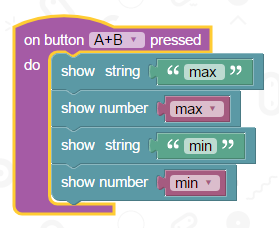 on button A+B pressed
do show string “ max ”
show number max
show string “ min ”
show number min